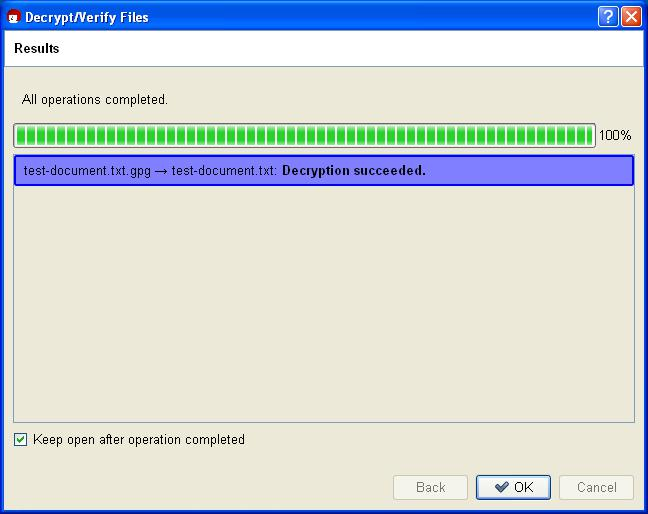 Decrypt/Verify Files
Results
All operations completed.
100%
test-document.txt.gpg → test-document.txt: Decryption succeeded.
Keep open after operation completed
Back OK Cancel